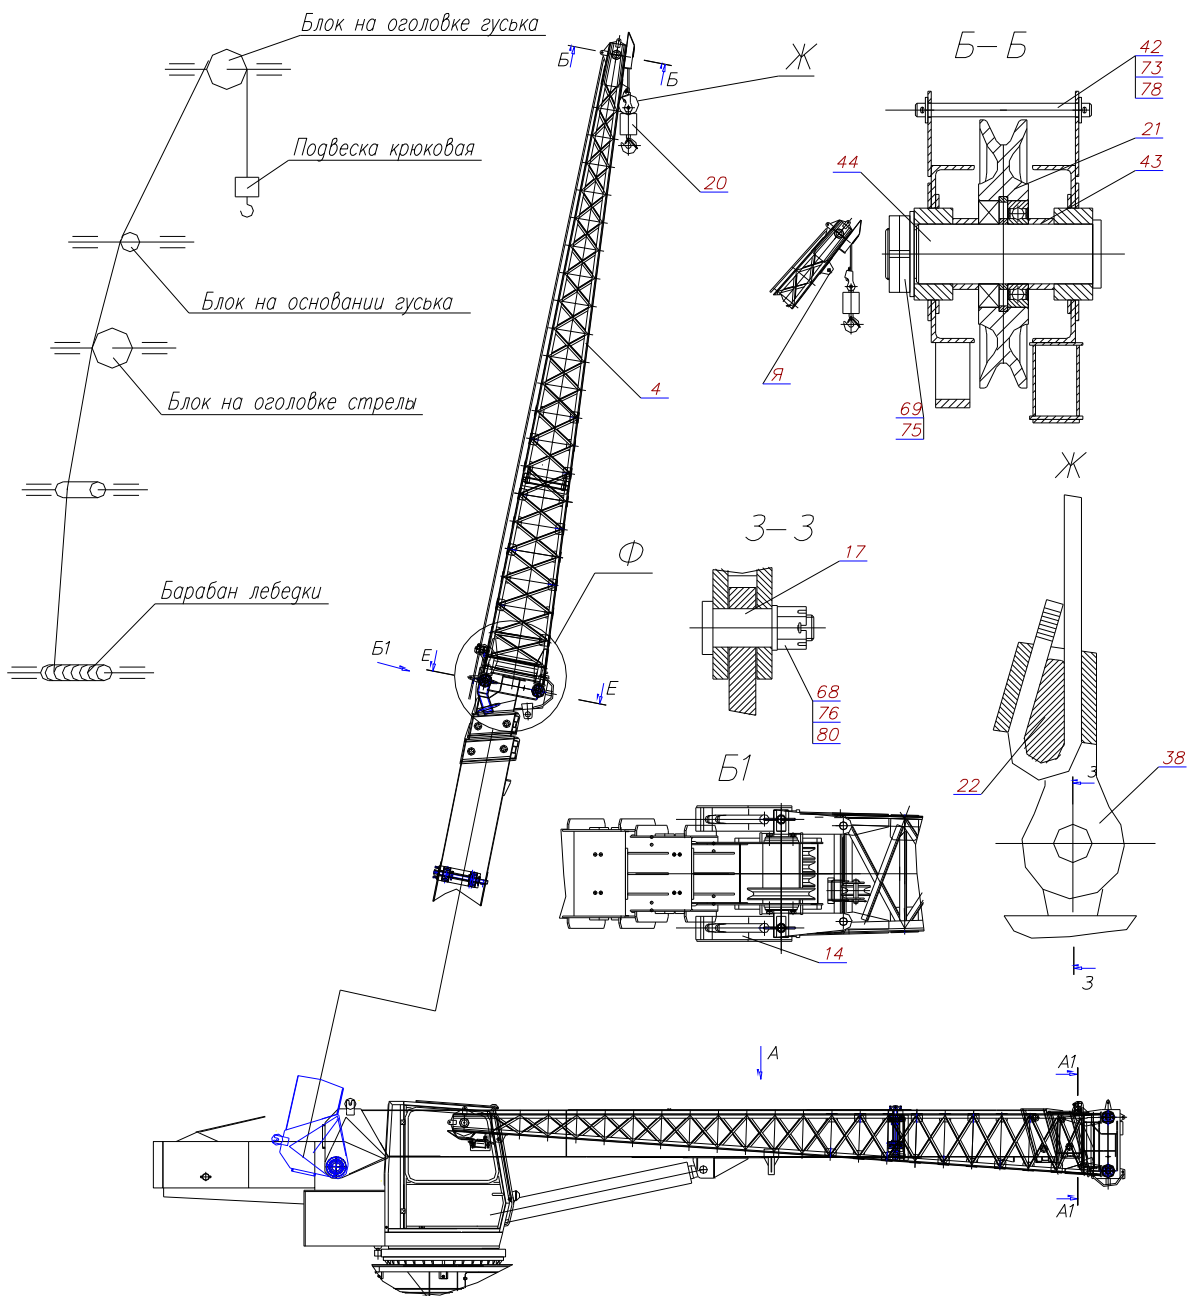 Блок на оголовке гуська
Подвеска крюковая
Блок на основании гуська
Блок на оголовке стрелы
Барабан лебедки
Б
Б
Ж
20
4
Ф
Б1
Е
Е
Б-Б
42
73
78
21
43
44
69
75
Я
З-З
17
68
76
80
Ж
22
38
З
З
Б1
14
А
А1
А1